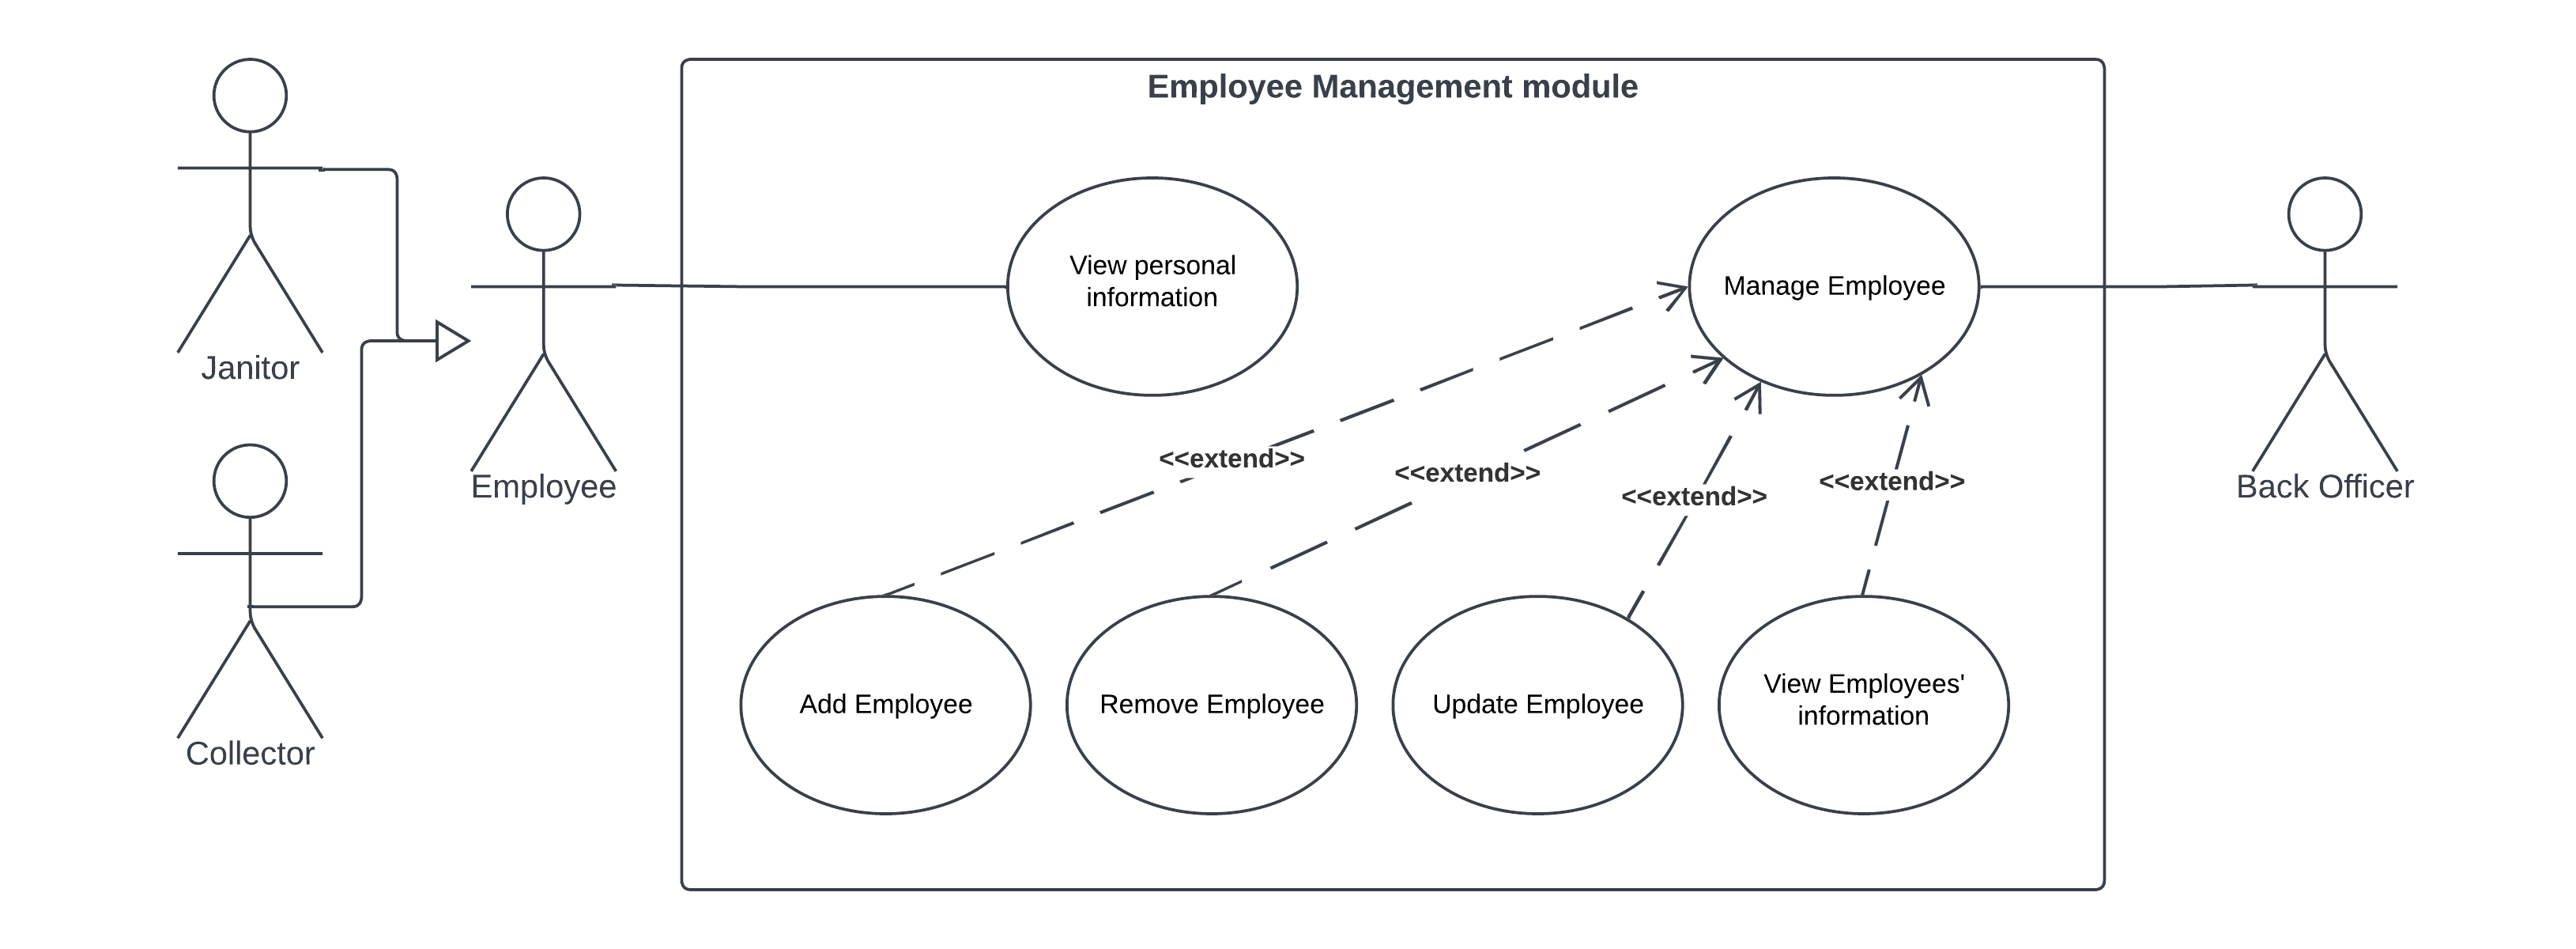 Employee Management module
Janitor
Employee
Collector
View personal
information
Manage Employee
Back Officer
<<extend>>
<<extend>>
<<extend>>
<<extend>>
Add Employee
Remove Employee
Update Employee
View Employees'
information